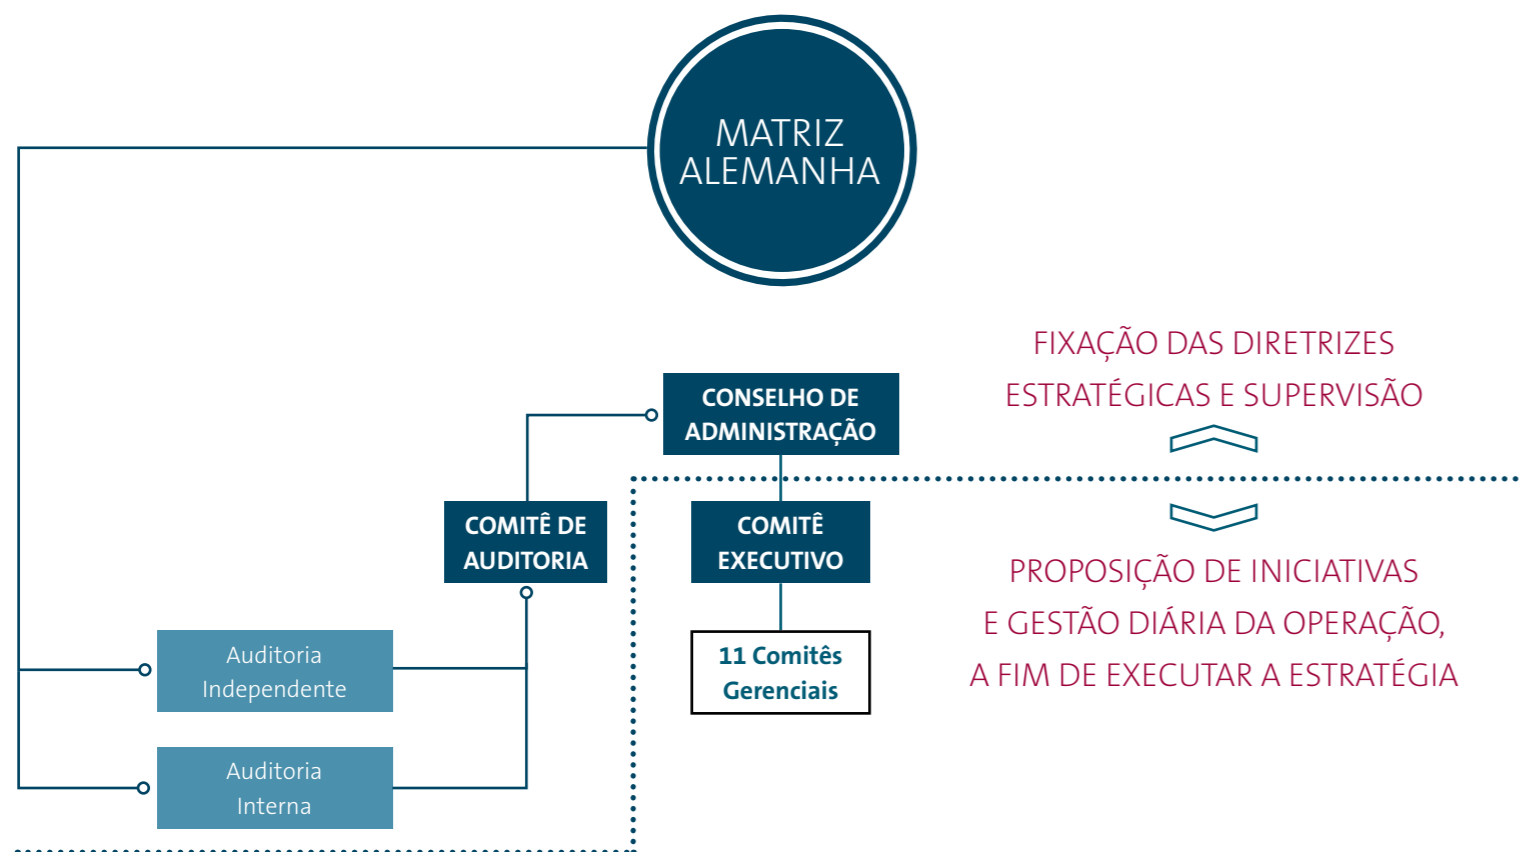 MATRIZ
ALEMANHA
FIXAÇÃO DAS DIRETRIZES
ESTRATÉGICAS E SUPERVISÃO
CONSELHO DE
ADMINISTRAÇÃO
COMITÊ DE
AUDITORIA
COMITÊ
EXECUTIVO
PROPOSIÇÃO DE INICIATIVAS
E GESTÃO DIÁRIA DA OPERAÇÃO,
A FIM DE EXECUTAR A ESTRATÉGIA
11 Comitês
Gerenciais
Auditoria
Independente
Auditoria
Interna